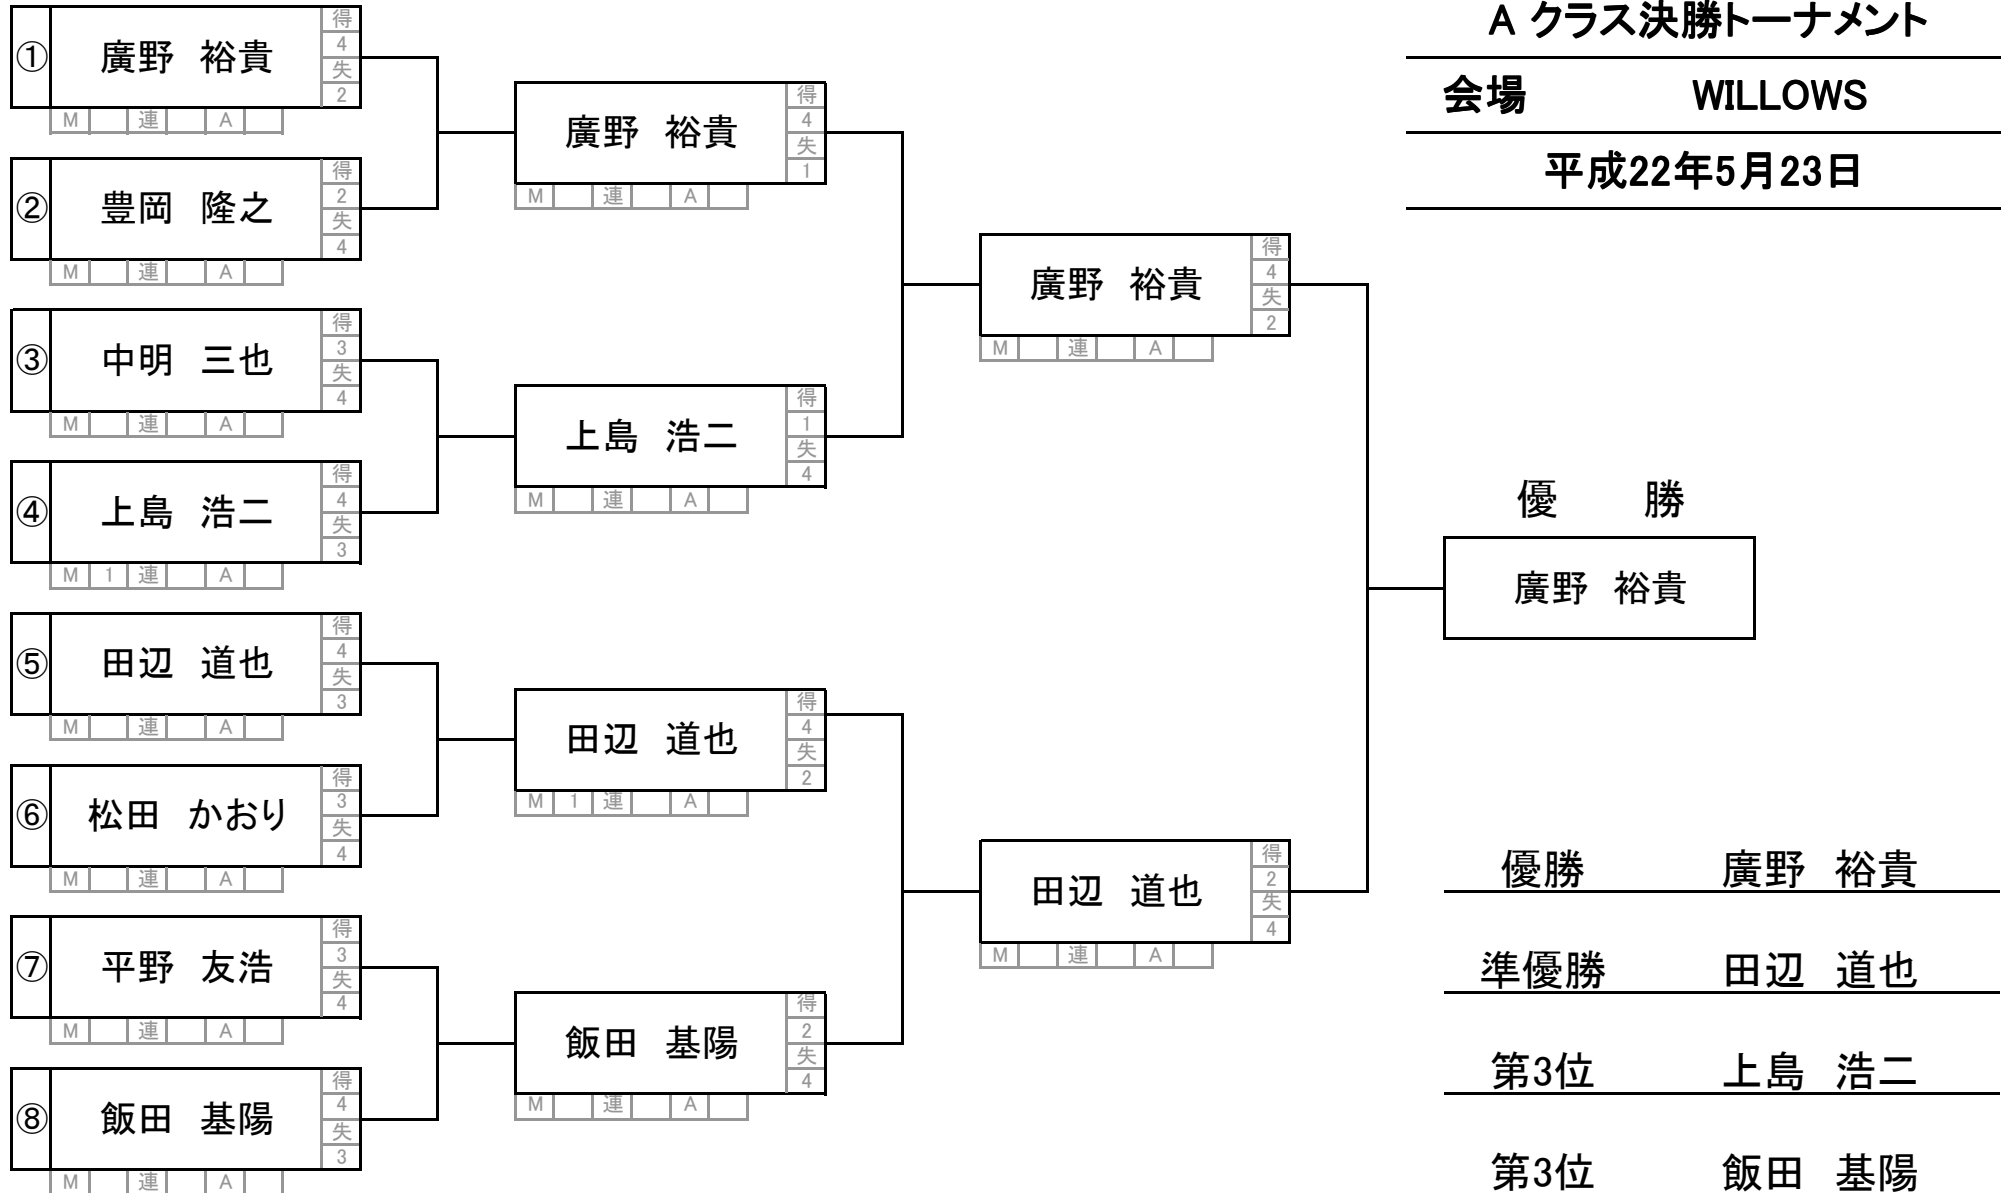 A クラス決勝トーナメント
会場 WILLOWS
平成22年5月23日
① 廣野 裕貴 得 4 失 2
M 連 A
② 豊岡 隆之 得 2 失 4
M 連 A
③ 中明 三也 得 3 失 4
M 連 A
④ 上島 浩二 得 4 失 3
M 1 連 A
⑤ 田辺 道也 得 4 失 3
M 連 A
⑥ 松田 かおり 得 3 失 4
M 連 A
⑦ 平野 友浩 得 3 失 4
M 連 A
⑧ 飯田 基陽 得 4 失 3
M 連 A
廣野 裕貴 得 4 失 1
M 連 A
上島 浩二 得 1 失 4
M 連 A
田辺 道也 得 4 失 2
M 1 連 A
飯田 基陽 得 2 失 4
M 連 A
廣野 裕貴 得 4 失 2
M 連 A
田辺 道也 得 2 失 4
M 連 A
優 勝
廣野 裕貴
優勝 廣野 裕貴
準優勝 田辺 道也
第3位 上島 浩二
第3位 飯田 基陽